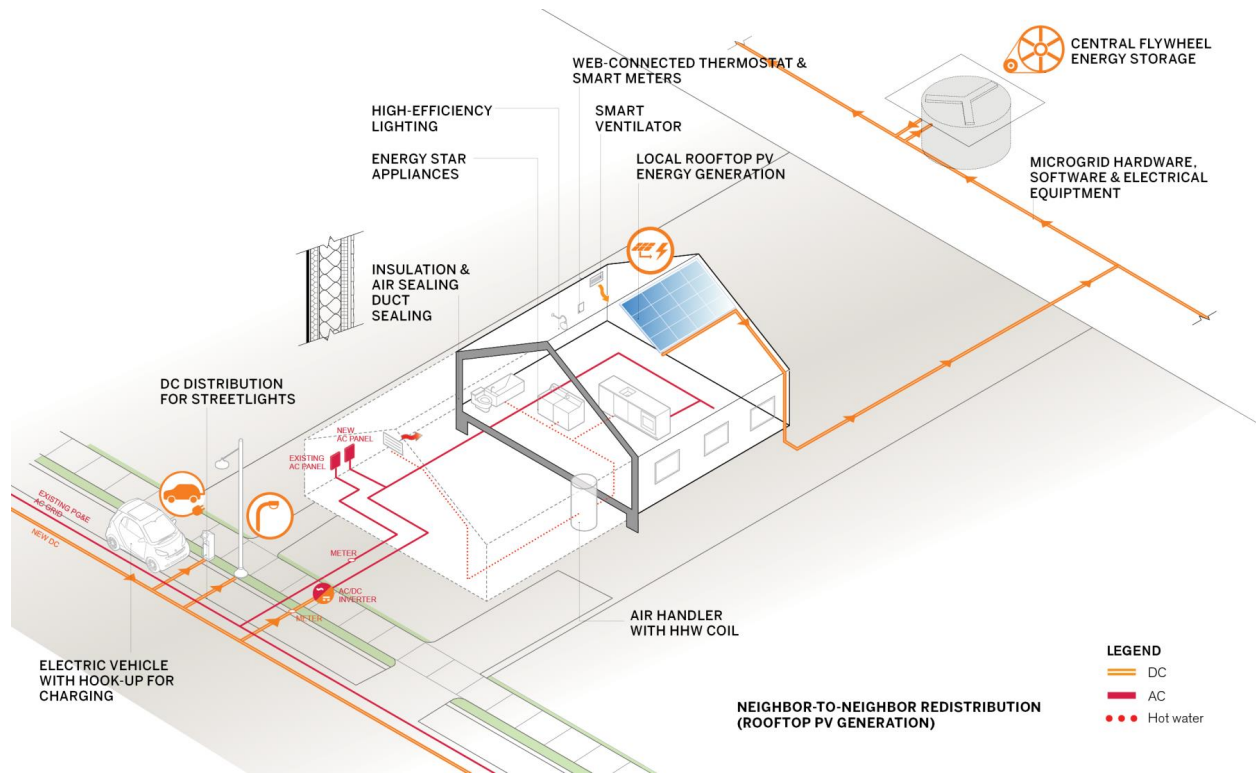 CENTRAL FLYWHEEL
ENERGY STORAGE
WEB-CONNECTED THERMOSTAT &
SMART METERS
HIGH-EFFICIENCY
LIGHTING
SMART
VENTILATOR
ENERGY STAR
APPLIANCES
LOCAL ROOFTOP PV
ENERGY GENERATION
MICROGRID HARDWARE,
SOFTWARE & ELECTRICAL
EQUIPTMENT
INSULATION &
AIR SEALING
DUCT
SEALING
DC DISTRIBUTION
FOR STREETLIGHTS
NEW
AC PANEL
EXISTING
AC PANEL
EXISTING PG&E
AC GRID
NEW DC
METER
AC/DC
INVERTER
METER
AIR HANDLER
WITH HHW COIL
ELECTRIC VEHICLE
WITH HOOK-UP FOR
CHARGING
NEIGHBOR-TO-NEIGHBOR REDISTRIBUTION
(ROOFTOP PV GENERATION)
LEGEND
DC
AC
Hot water